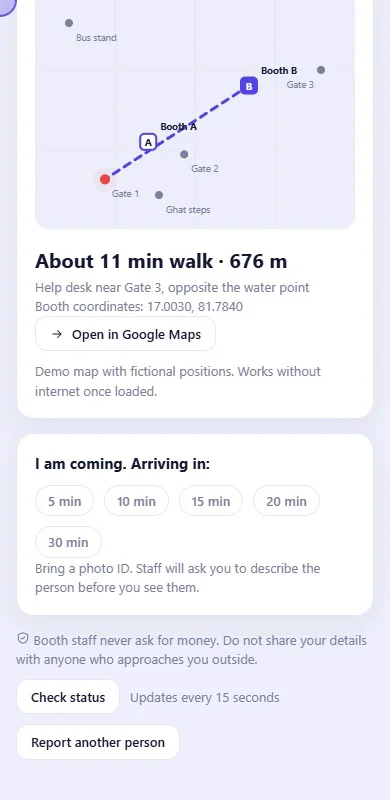 Bus stand
Booth B
Gate 3
B
Booth A
A
Gate 2
Gate 1
Ghat steps
About 11 min walk · 676 m
Help desk near Gate 3, opposite the water point
Booth coordinates: 17.0030, 81.7840
→ Open in Google Maps
Demo map with fictional positions. Works without
internet once loaded.
I am coming. Arriving in:
5 min 10 min 15 min 20 min
30 min
Bring a photo ID. Staff will ask you to describe the
person before you see them.
Booth staff never ask for money. Do not share your details
with anyone who approaches you outside.
Check status Updates every 15 seconds
Report another person